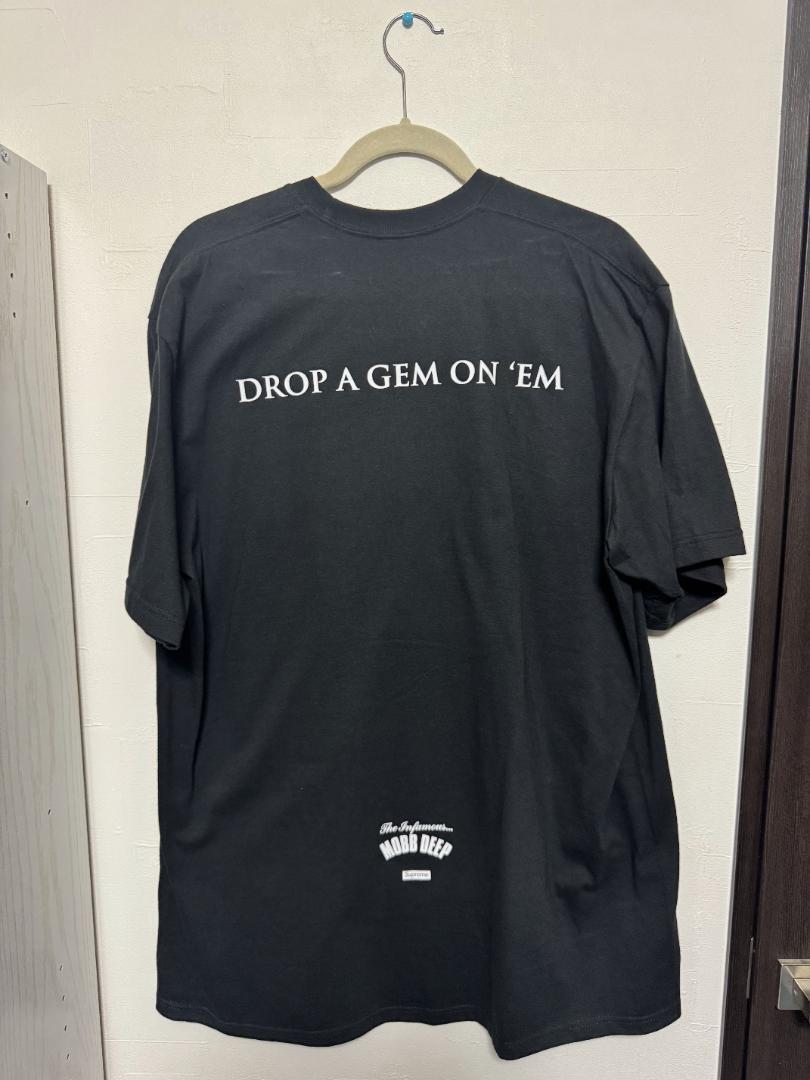 DROP A GEM ON ‘EM
The Infamous...
MOBB DEEP
Supreme